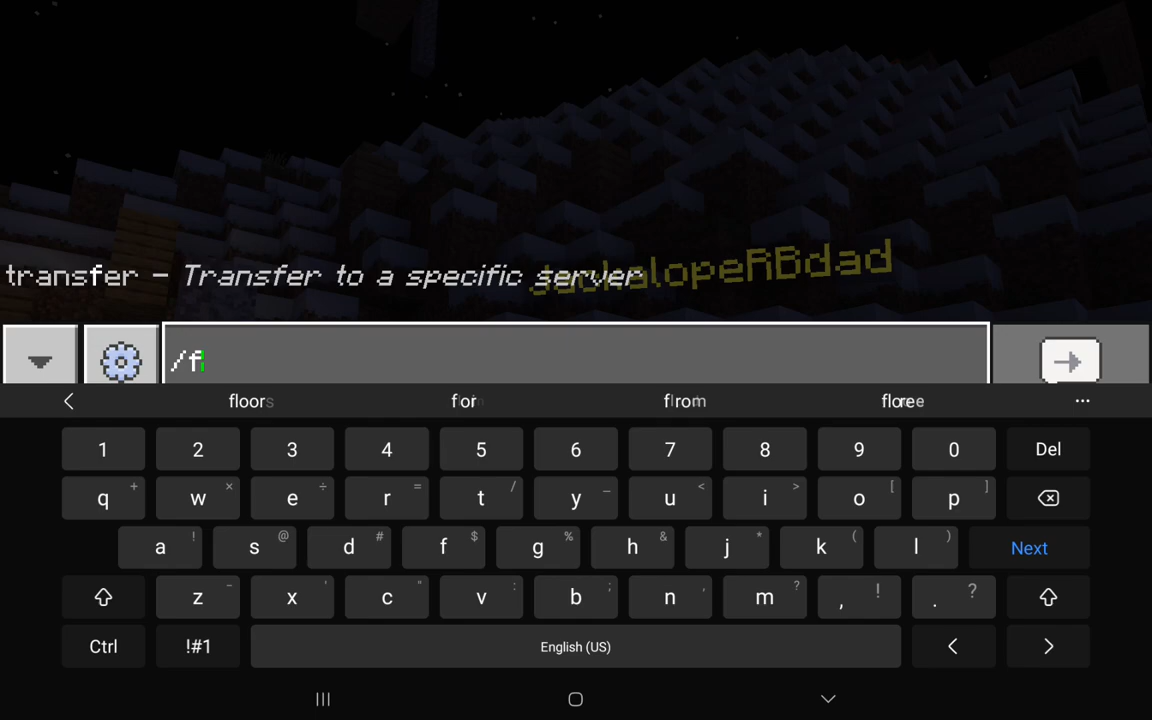 JackalopeRBdad
transfer - Transfer to a specific server
/f
floors for from
1 2 3 4 5 6 7 8 9 0 Del
q + w × e ÷ r = t / y _ u < i > o [ p ]
a ! s @ d # f $ g % h & j * k ( l ) Next
z - x ' c " v : b ; n , m ? , ! . ?
Ctrl !#1 English (US) < >